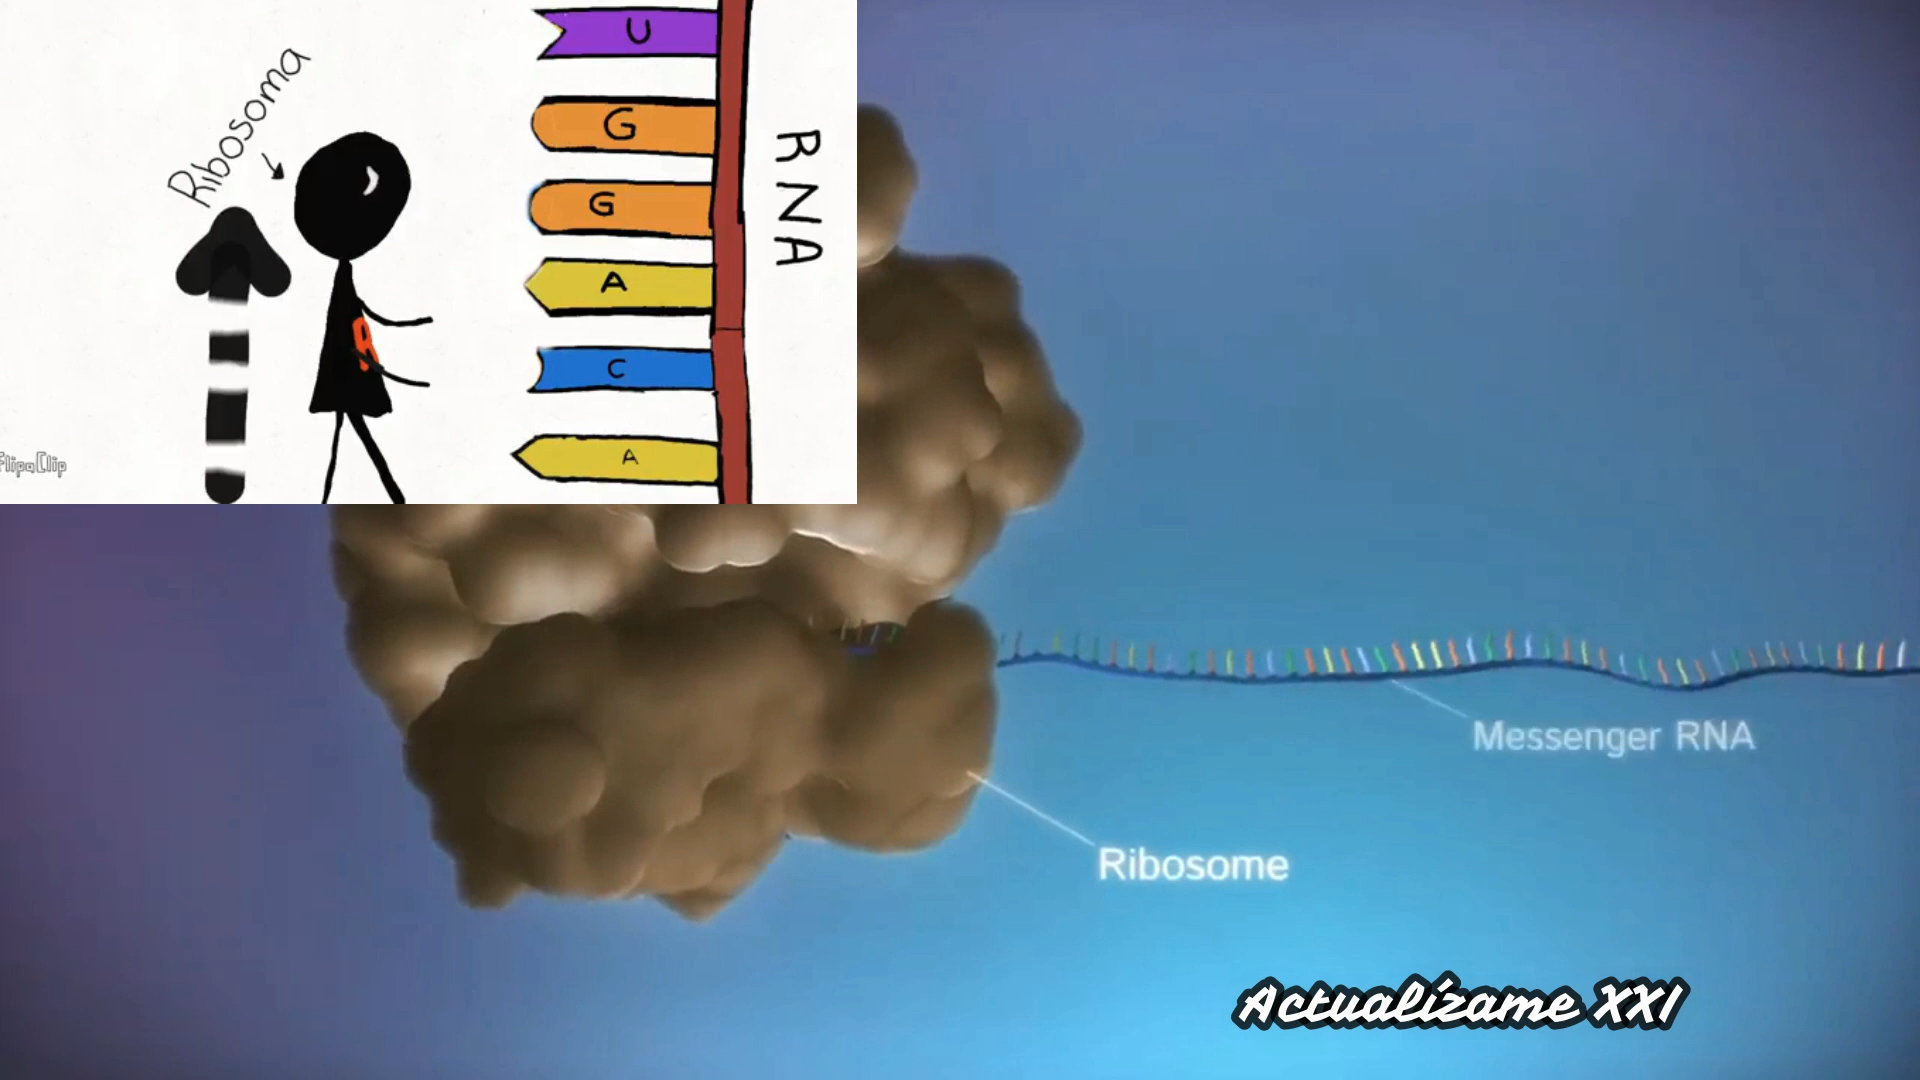 Ribosoma
U
G
G
A
C
A
RNA
R
FlipaClip
Messenger RNA
Ribosome
Actualízame XXI